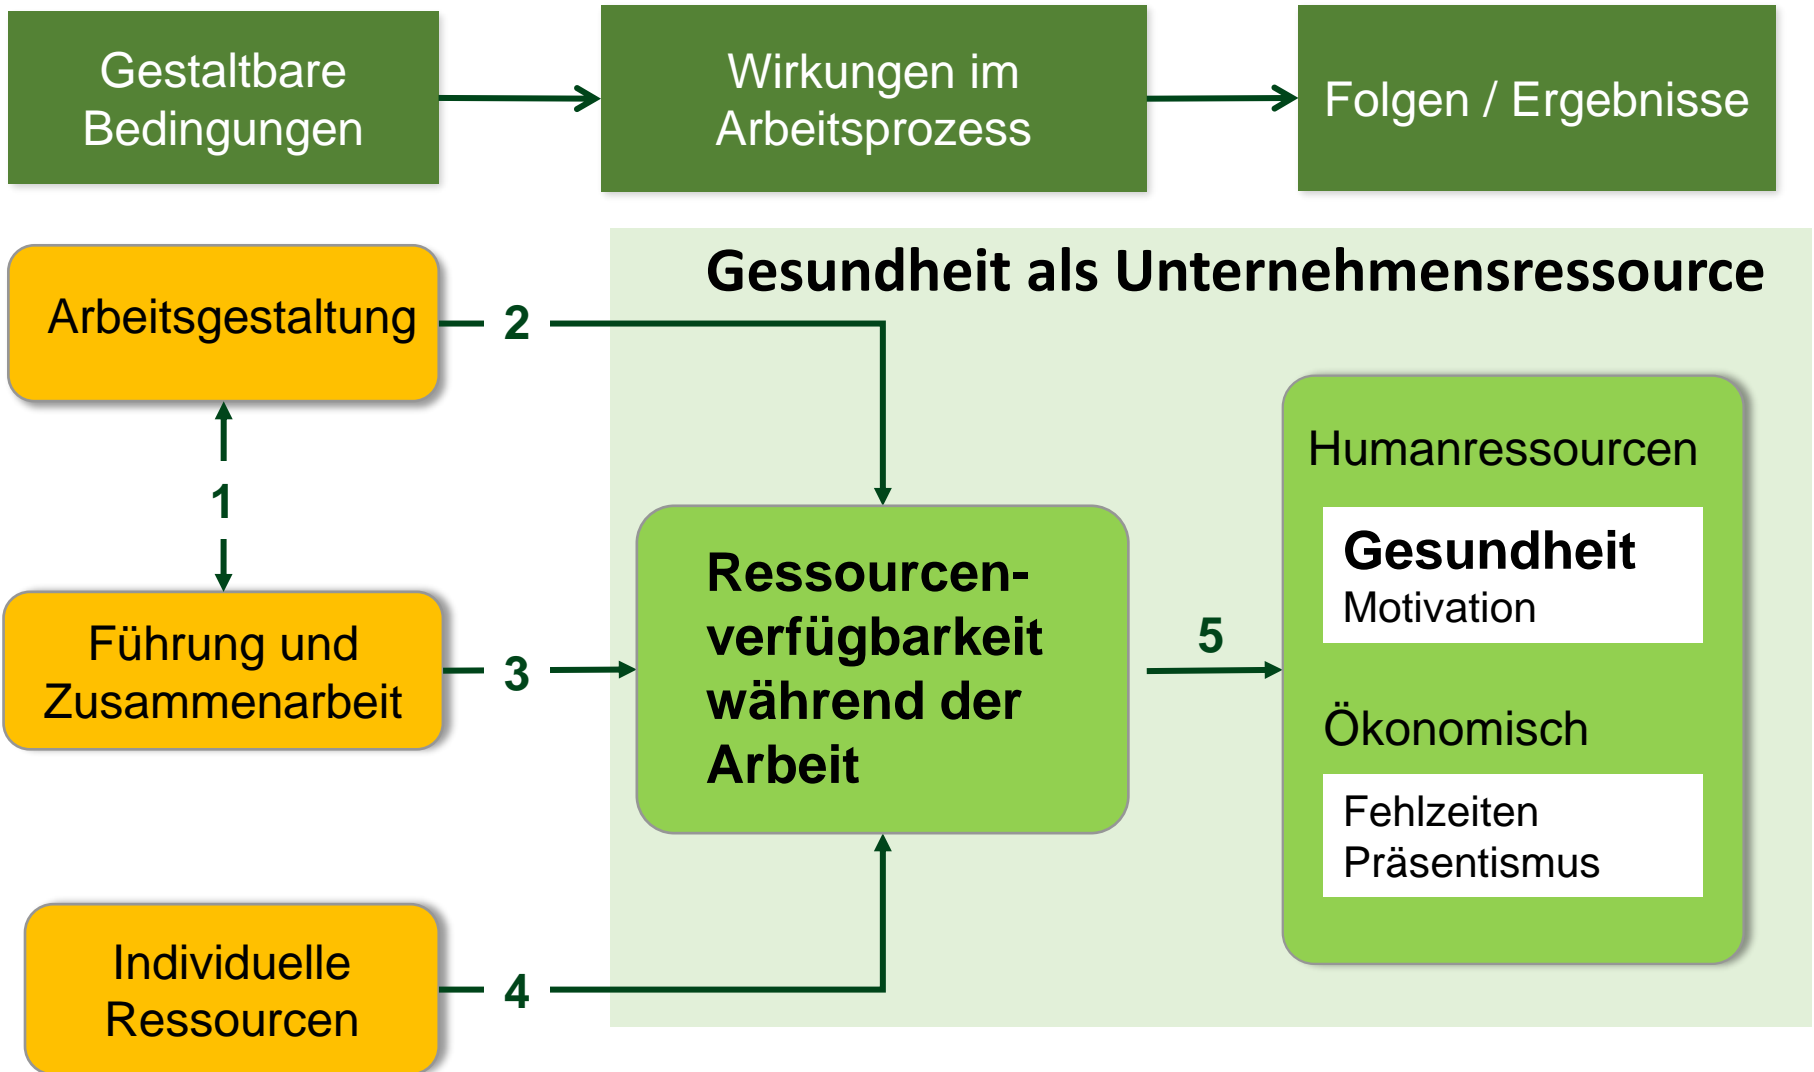 Gestaltbare
Bedingungen
Wirkungen im
Arbeitsprozess
Folgen / Ergebnisse
Gesundheit als Unternehmensressource
Arbeitsgestaltung
2
1
Führung und
Zusammenarbeit
3
Individuelle
Ressourcen
4
Ressourcen-
verfügbarkeit
während der
Arbeit
5
Humanressourcen
Gesundheit
Motivation
Ökonomisch
Fehlzeiten
Präsentismus